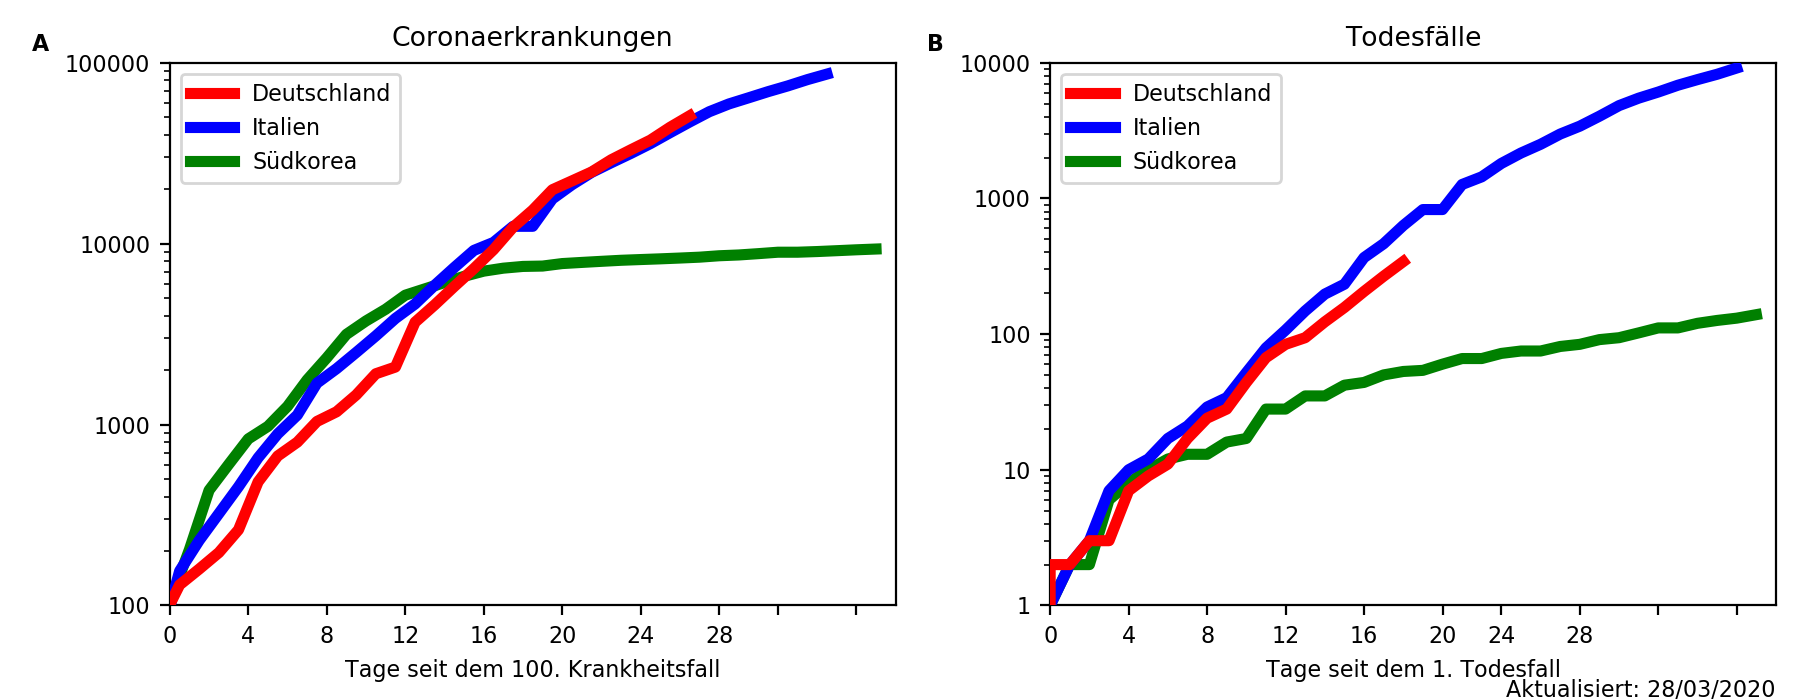 A
Coronaerkrankungen
100000
10000
1000
100
Deutschland
Italien
Südkorea
0 4 8 12 16 20 24 28
Tage seit dem 100. Krankheitsfall
B
Todesfälle
10000
1000
100
10
1
Deutschland
Italien
Südkorea
0 4 8 12 16 20 24 28
Tage seit dem 1. Todesfall
Aktualisiert: 28/03/2020